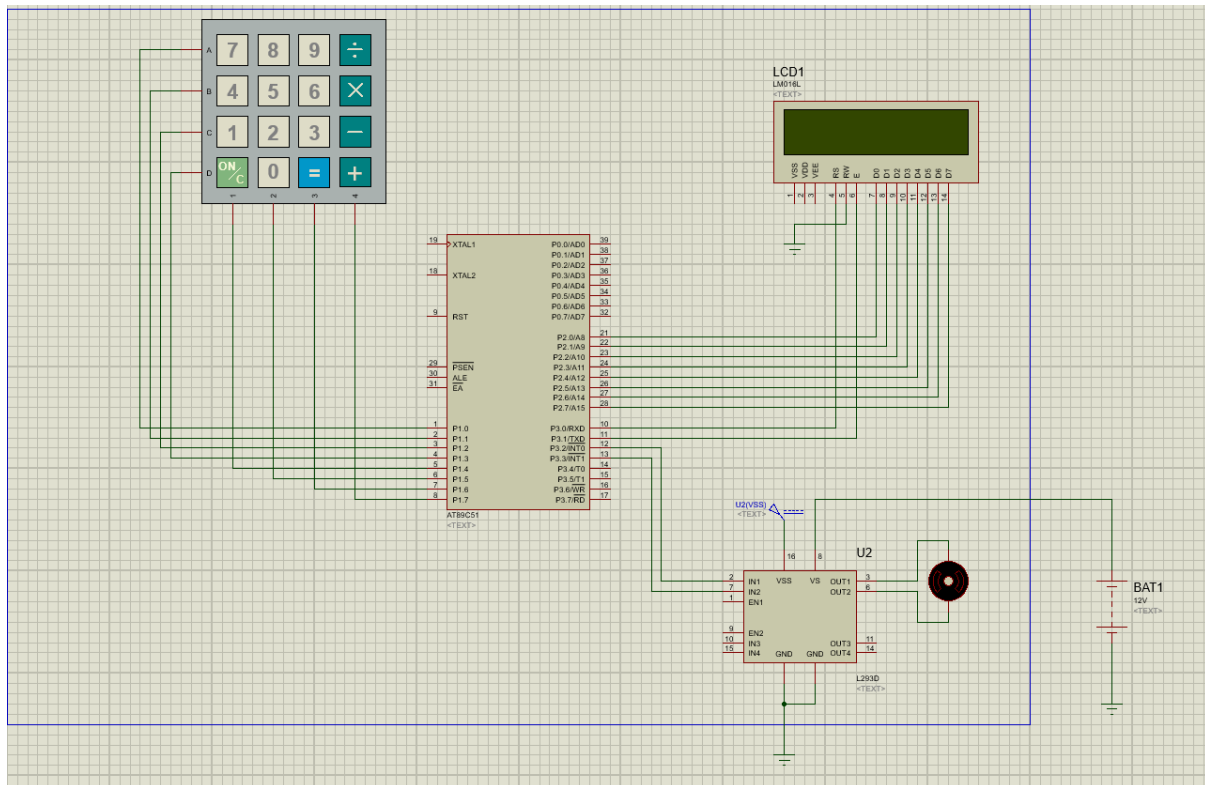 A 7 8 9 ÷
B 4 5 6 ×
C 1 2 3 −
D ON/C 0 = +
1 2 3 4
LCD1
LM016L
<TEXT>
VSS VDD VEE RS RW E D0 D1 D2 D3 D4 D5 D6 D7
1 2 3 4 5 6 7 8 9 10 11 12 13 14
19 XTAL1
18 XTAL2
9 RST
29 PSEN
30 ALE
31 EA
1 P1.0
2 P1.1
3 P1.2
4 P1.3
5 P1.4
6 P1.5
7 P1.6
8 P1.7
P0.0/AD0 39
P0.1/AD1 38
P0.2/AD2 37
P0.3/AD3 36
P0.4/AD4 35
P0.5/AD5 34
P0.6/AD6 33
P0.7/AD7 32
P2.0/A8 21
P2.1/A9 22
P2.2/A10 23
P2.3/A11 24
P2.4/A12 25
P2.5/A13 26
P2.6/A14 27
P2.7/A15 28
P3.0/RXD 10
P3.1/TXD 11
P3.2/INT0 12
P3.3/INT1 13
P3.4/T0 14
P3.5/T1 15
P3.6/WR 16
P3.7/RD 17
AT89C51
<TEXT>
U2(VSS)
<TEXT>
16 8
U2
2 IN1
7 IN2
1 EN1
9 EN2
10 IN3
15 IN4
VSS VS
OUT1 3
OUT2 6
OUT3 11
OUT4 14
GND GND
L293D
<TEXT>
BAT1
12V
<TEXT>